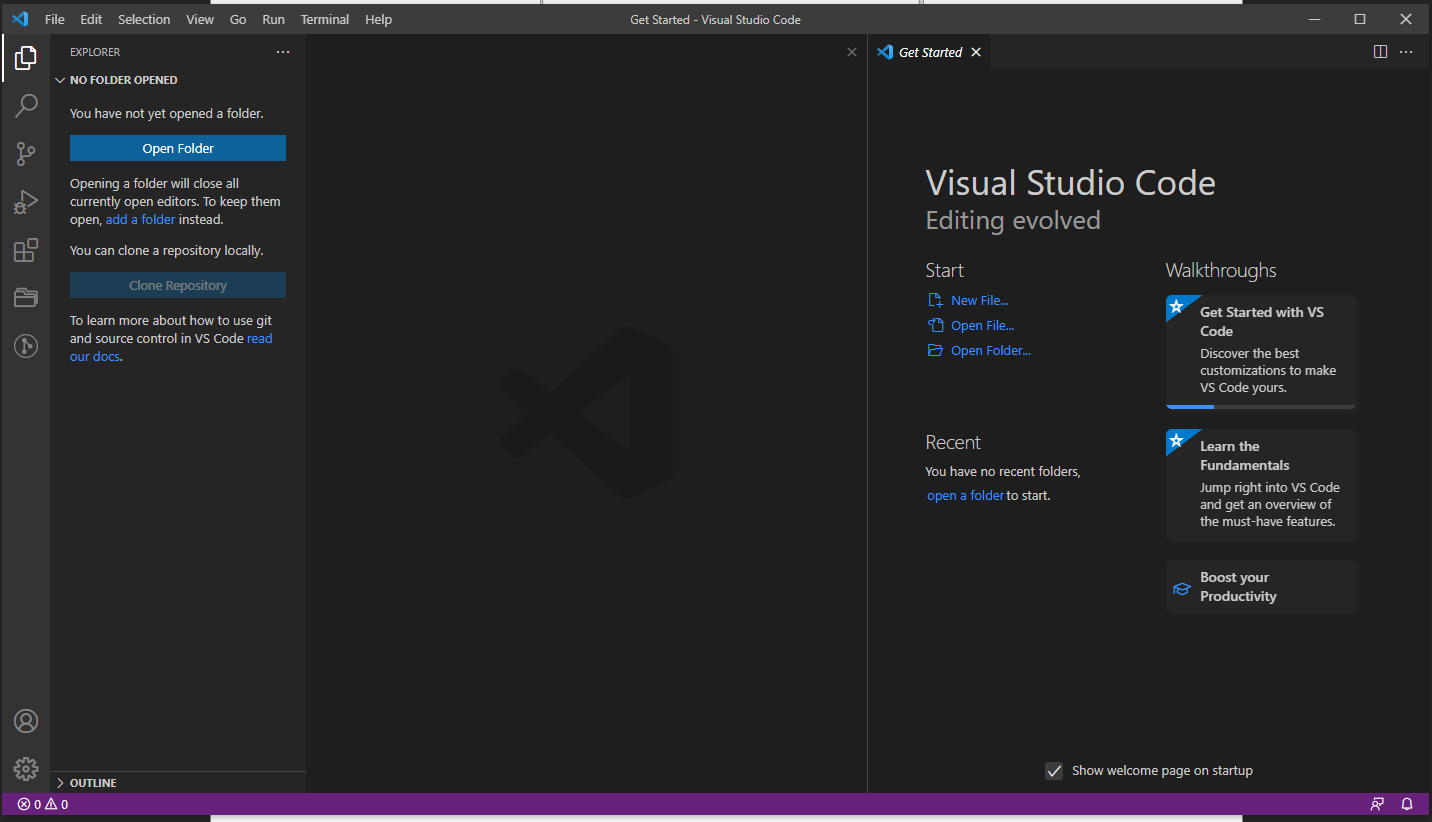 File Edit Selection View Go Run Terminal Help
Get Started - Visual Studio Code
EXPLORER
NO FOLDER OPENED
You have not yet opened a folder.
Open Folder
Opening a folder will close all
currently open editors. To keep them
open, add a folder instead.
You can clone a repository locally.
Clone Repository
To learn more about how to use git
and source control in VS Code read
our docs.
OUTLINE
Get Started
Visual Studio Code
Editing evolved
Start
New File...
Open File...
Open Folder...
Recent
You have no recent folders,
open a folder to start.
Walkthroughs
Get Started with VS
Code
Discover the best
customizations to make
VS Code yours.
Learn the
Fundamentals
Jump right into VS Code
and get an overview of
the must-have features.
Boost your
Productivity
Show welcome page on startup
0 0